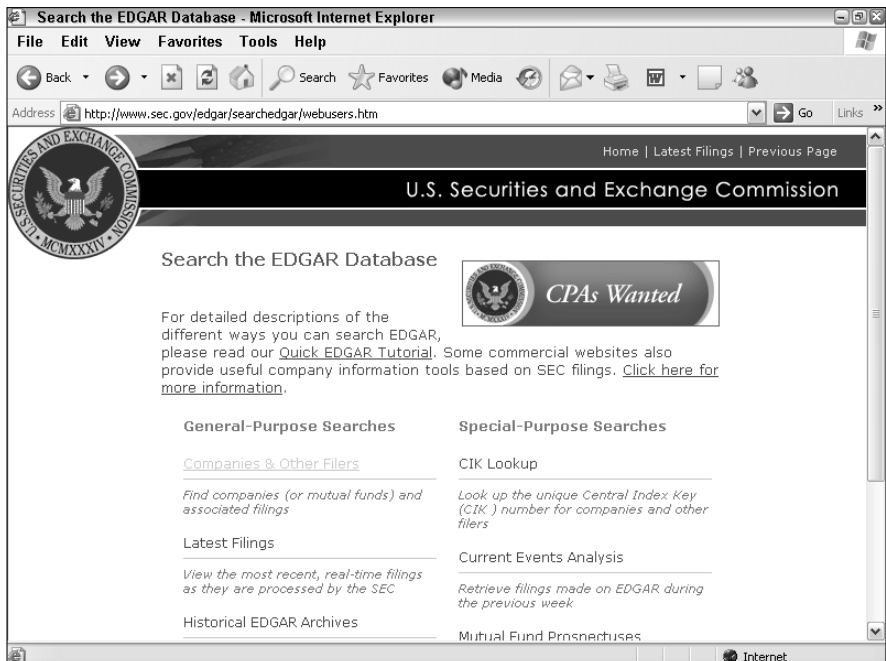 Search the EDGAR Database - Microsoft Internet Explorer
File Edit View Favorites Tools Help
Back Search Favorites Media
Address http://www.sec.gov/edgar/searchedgar/webusers.htm Go Links »
U.S. SECURITIES AND EXCHANGE COMMISSION
MCMXXXIV
Home | Latest Filings | Previous Page
U.S. Securities and Exchange Commission
Search the EDGAR Database
CPAs Wanted
For detailed descriptions of the
different ways you can search EDGAR,
please read our Quick EDGAR Tutorial. Some commercial websites also
provide useful company information tools based on SEC filings. Click here for
more information.
General-Purpose Searches
Companies & Other Filers
Find companies (or mutual funds) and
associated filings
Latest Filings
View the most recent, real-time filings
as they are processed by the SEC
Historical EDGAR Archives
Special-Purpose Searches
CIK Lookup
Look up the unique Central Index Key
(CIK ) number for companies and other
filers
Current Events Analysis
Retrieve filings made on EDGAR during
the previous week
Mutual Fund Prospectuses
Internet